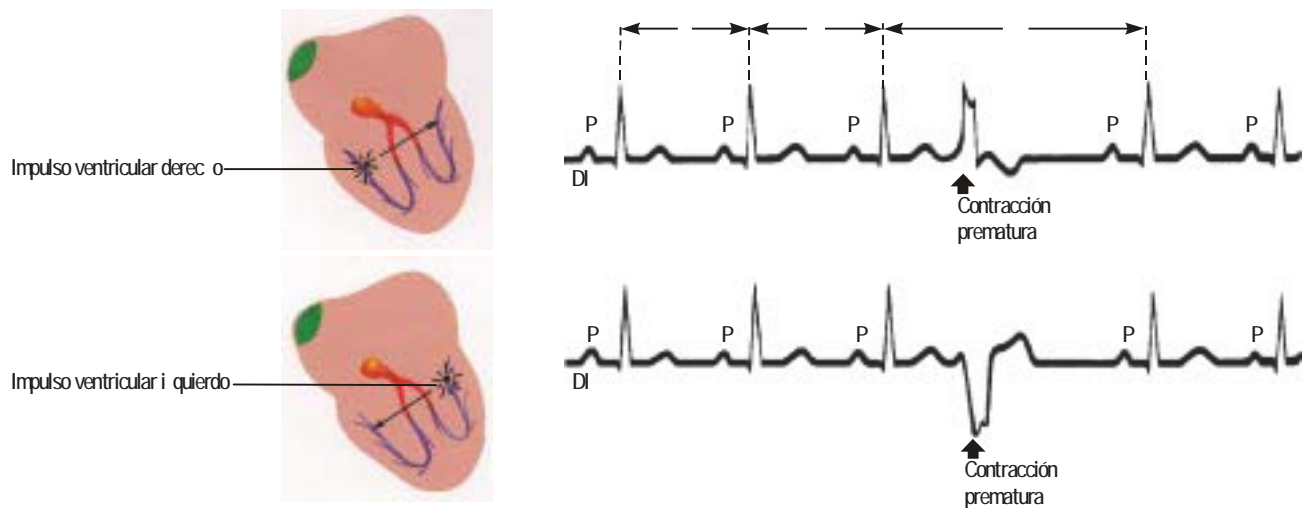 P P P P P
Impulso ventricular derec o
DI
Contracción
prematura
P P P P P
Impulso ventricular i quierdo
DI
Contracción
prematura